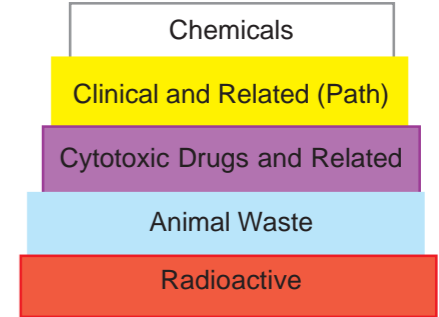 Chemicals
Clinical and Related (Path)
Cytotoxic Drugs and Related
Animal Waste
Radioactive